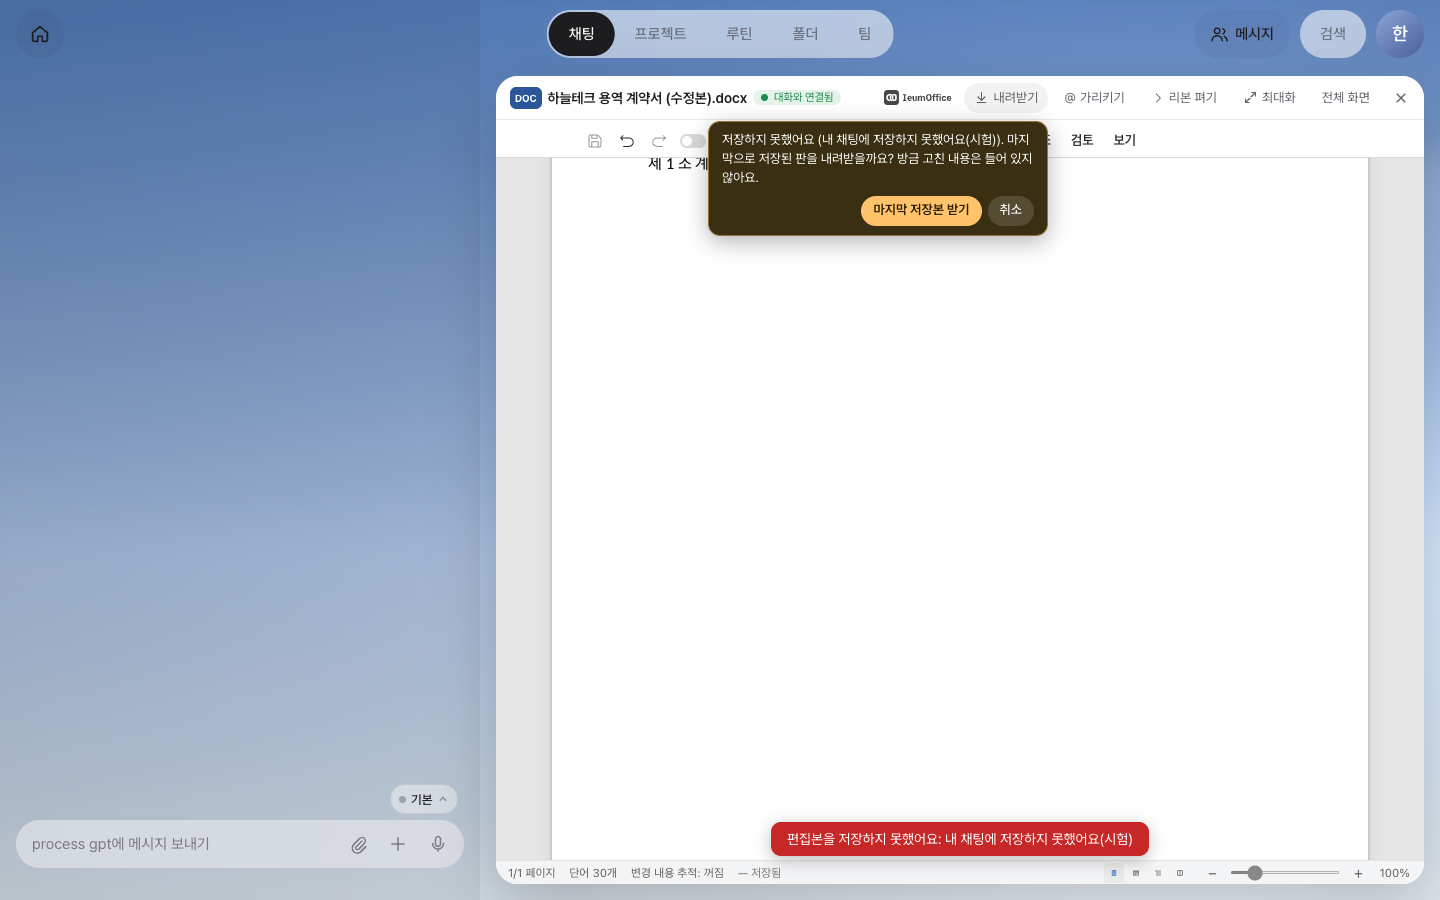 채팅
프로젝트
루틴
폴더
팀
메시지
검색
한
DOC 하늘테크 용역 계약서 (수정본).docx
대화와 연결됨
IeumOffice
내려받기
@ 가리키기
리본 펴기
최대화
전체 화면
검토
보기
제 1 소 계
저장하지 못했어요 (내 채팅에 저장하지 못했어요(시험)). 마지
막으로 저장된 판을 내려받을까요? 방금 고친 내용은 들어 있지
않아요.
마지막 저장본 받기
취소
기본
process gpt에 메시지 보내기
편집본을 저장하지 못했어요: 내 채팅에 저장하지 못했어요(시험)
1/1 페이지
단어 30개
변경 내용 추적: 꺼짐
— 저장됨
100%